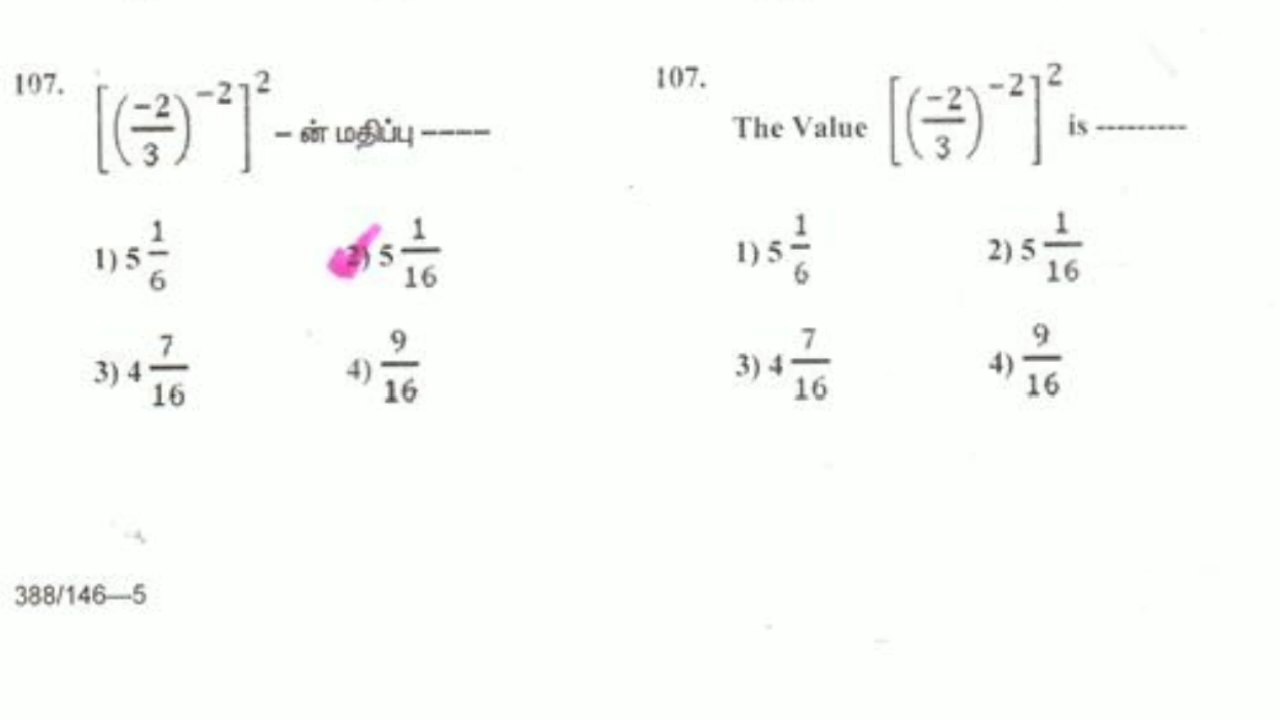 107. [(-2/3)^-2]^2 – ன் மதிப்பு ----
1) 5 1/6 2) 5 1/16
3) 4 7/16 4) 9/16
107. The Value [(-2/3)^-2]^2 is ---------
1) 5 1/6 2) 5 1/16
3) 4 7/16 4) 9/16
388/146—5